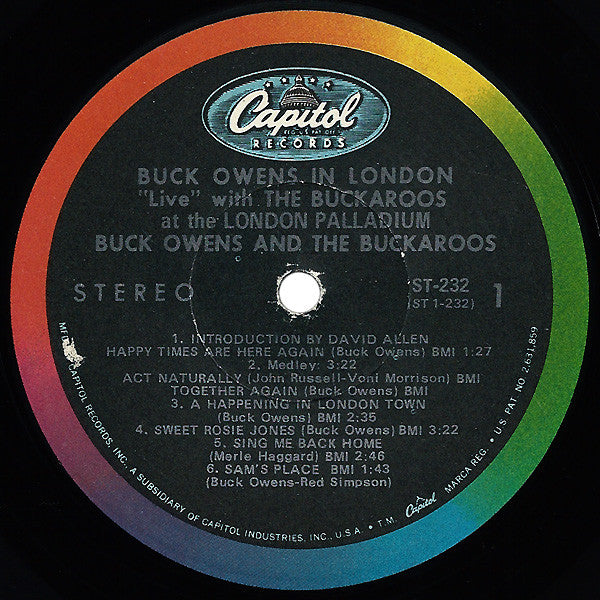 Capitol
REG. U.S. PAT. OFF.
RECORDS
BUCK OWENS IN LONDON
"Live" with THE BUCKAROOS
at the LONDON PALLADIUM
BUCK OWENS AND THE BUCKAROOS
STEREO
ST-232
(ST 1-232)
1
1. INTRODUCTION BY DAVID ALLEN
HAPPY TIMES ARE HERE AGAIN (Buck Owens) BMI 1:27
2. Medley: 3:22
ACT NATURALLY (John Russell-Voni Morrison) BMI
TOGETHER AGAIN (Buck Owens) BMI
3. A HAPPENING IN LONDON TOWN
(Buck Owens) BMI 2:35
4. SWEET ROSIE JONES (Buck Owens) BMI 3:22
5. SING ME BACK HOME
(Merle Haggard) BMI 2:46
6. SAM'S PLACE BMI 1:43
(Buck Owens-Red Simpson)
CAPITOL RECORDS, INC., A SUBSIDIARY OF CAPITOL INDUSTRIES, INC., U.S.A. • T.M. Capitol MARCA REG. • U.S. PAT. NO. 2,631,859